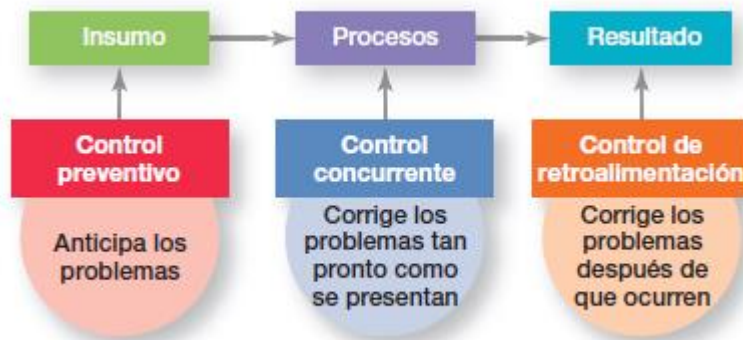 Insumo
Procesos
Resultado
Control
preventivo
Anticipa los
problemas
Control
concurrente
Corrige los
problemas tan
pronto como
se presentan
Control de
retroalimentación
Corrige los
problemas
después de
que ocurren